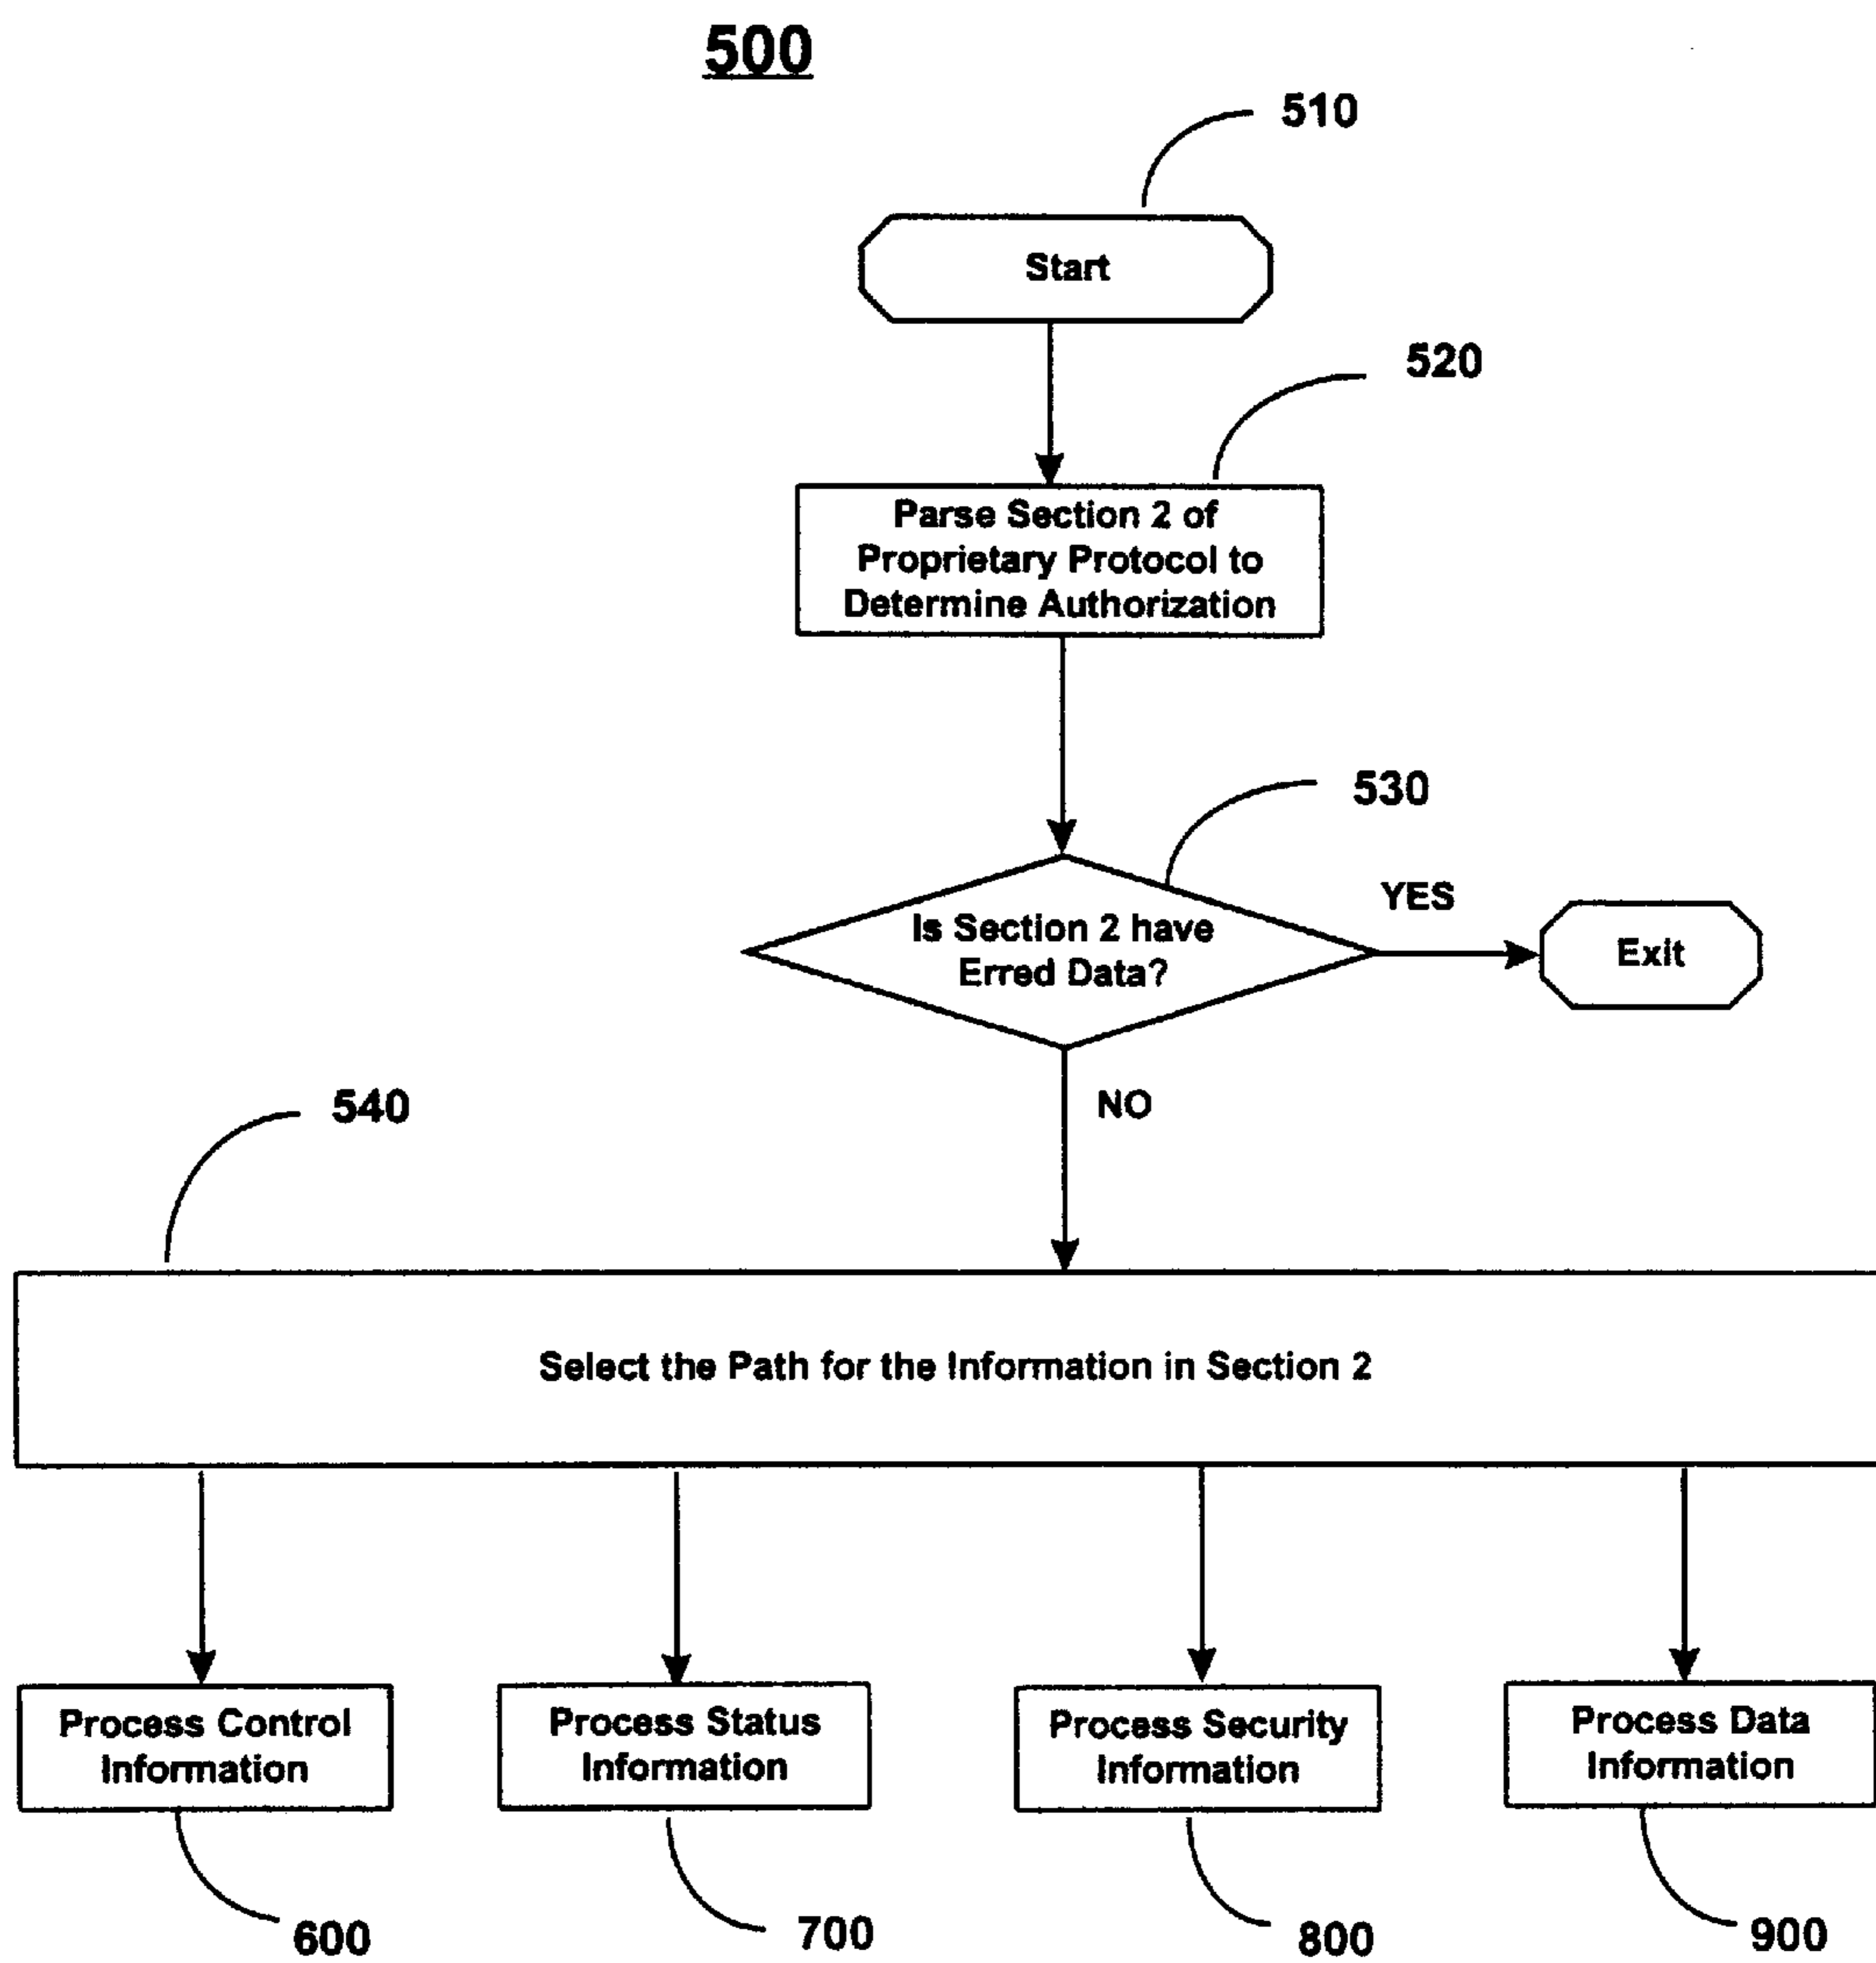 500
510
Start
520
Parse Section 2 of
Proprietary Protocol to
Determine Authorization
530
Is Section 2 have
Erred Data?
YES
Exit
NO
540
Select the Path for the Information in Section 2
Process Control
Information
Process Status
Information
Process Security
Information
Process Data
Information
600
700
800
900